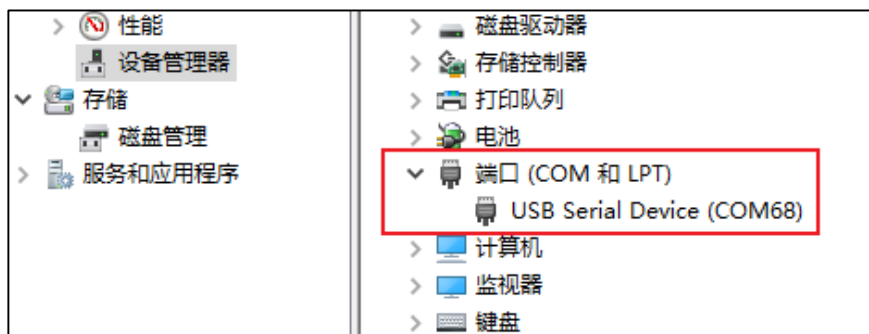 性能
设备管理器
存储
磁盘管理
服务和应用程序
磁盘驱动器
存储控制器
打印队列
电池
端口 (COM 和 LPT)
USB Serial Device (COM68)
计算机
监视器
键盘